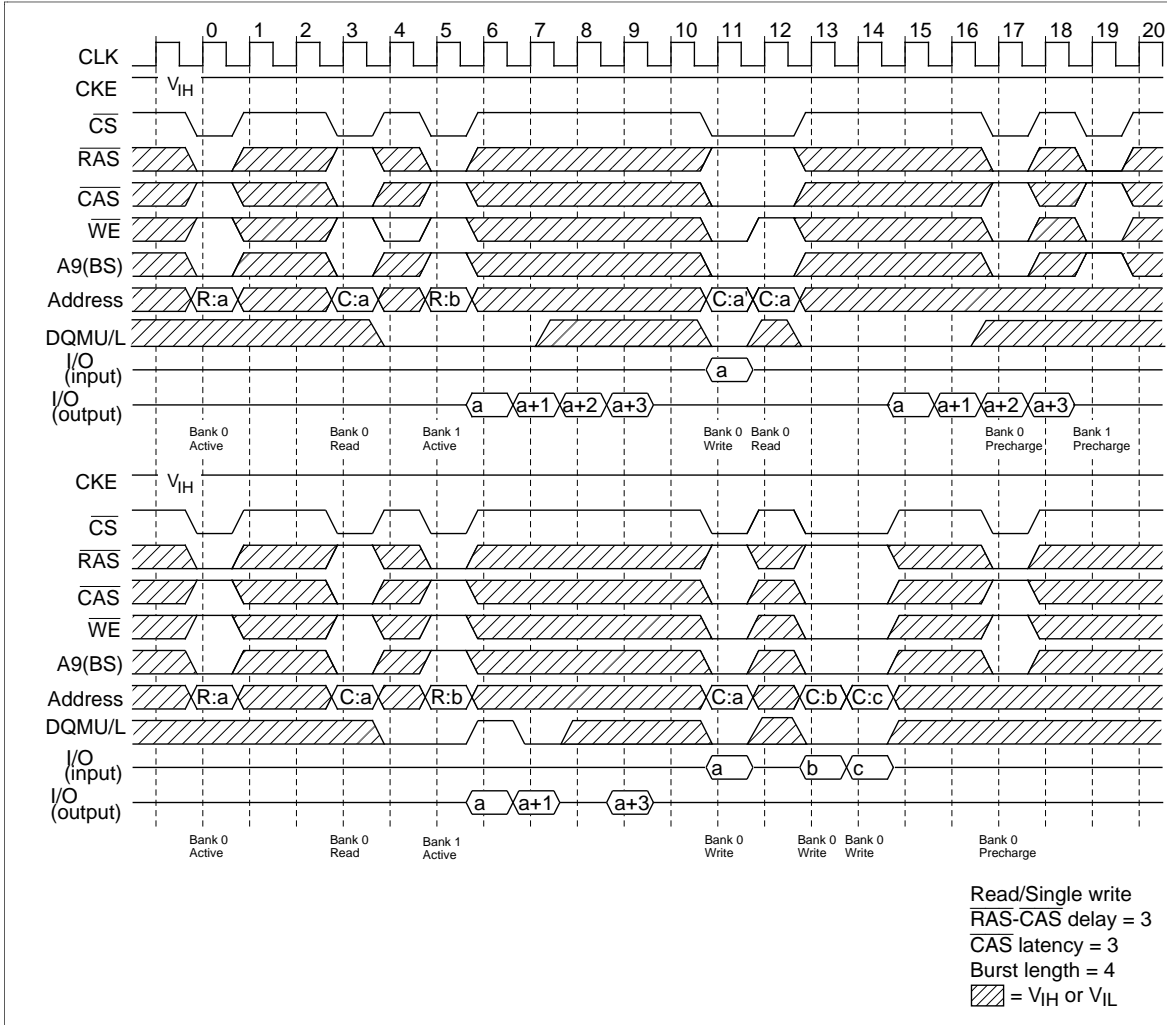 0 1 2 3 4 5 6 7 8 9 10 11 12 13 14 15 16 17 18 19 20
CLK
CKE VIH
CS
RAS
CAS
WE
A9(BS)
Address R:a C:a R:b C:a' C:a
DQMU/L
I/O (input) a
I/O (output) a a+1 a+2 a+3 a a+1 a+2 a+3
Bank 0 Active Bank 0 Read Bank 1 Active Bank 0 Write Bank 0 Read Bank 0 Precharge Bank 1 Precharge
CKE VIH
CS
RAS
CAS
WE
A9(BS)
Address R:a C:a R:b C:a C:b C:c
DQMU/L
I/O (input) a b c
I/O (output) a a+1 a+3
Bank 0 Active Bank 0 Read Bank 1 Active Bank 0 Write Bank 0 Write Bank 0 Write Bank 0 Precharge
Read/Single write
RAS-CAS delay = 3
CAS latency = 3
Burst length = 4
= VIH or VIL